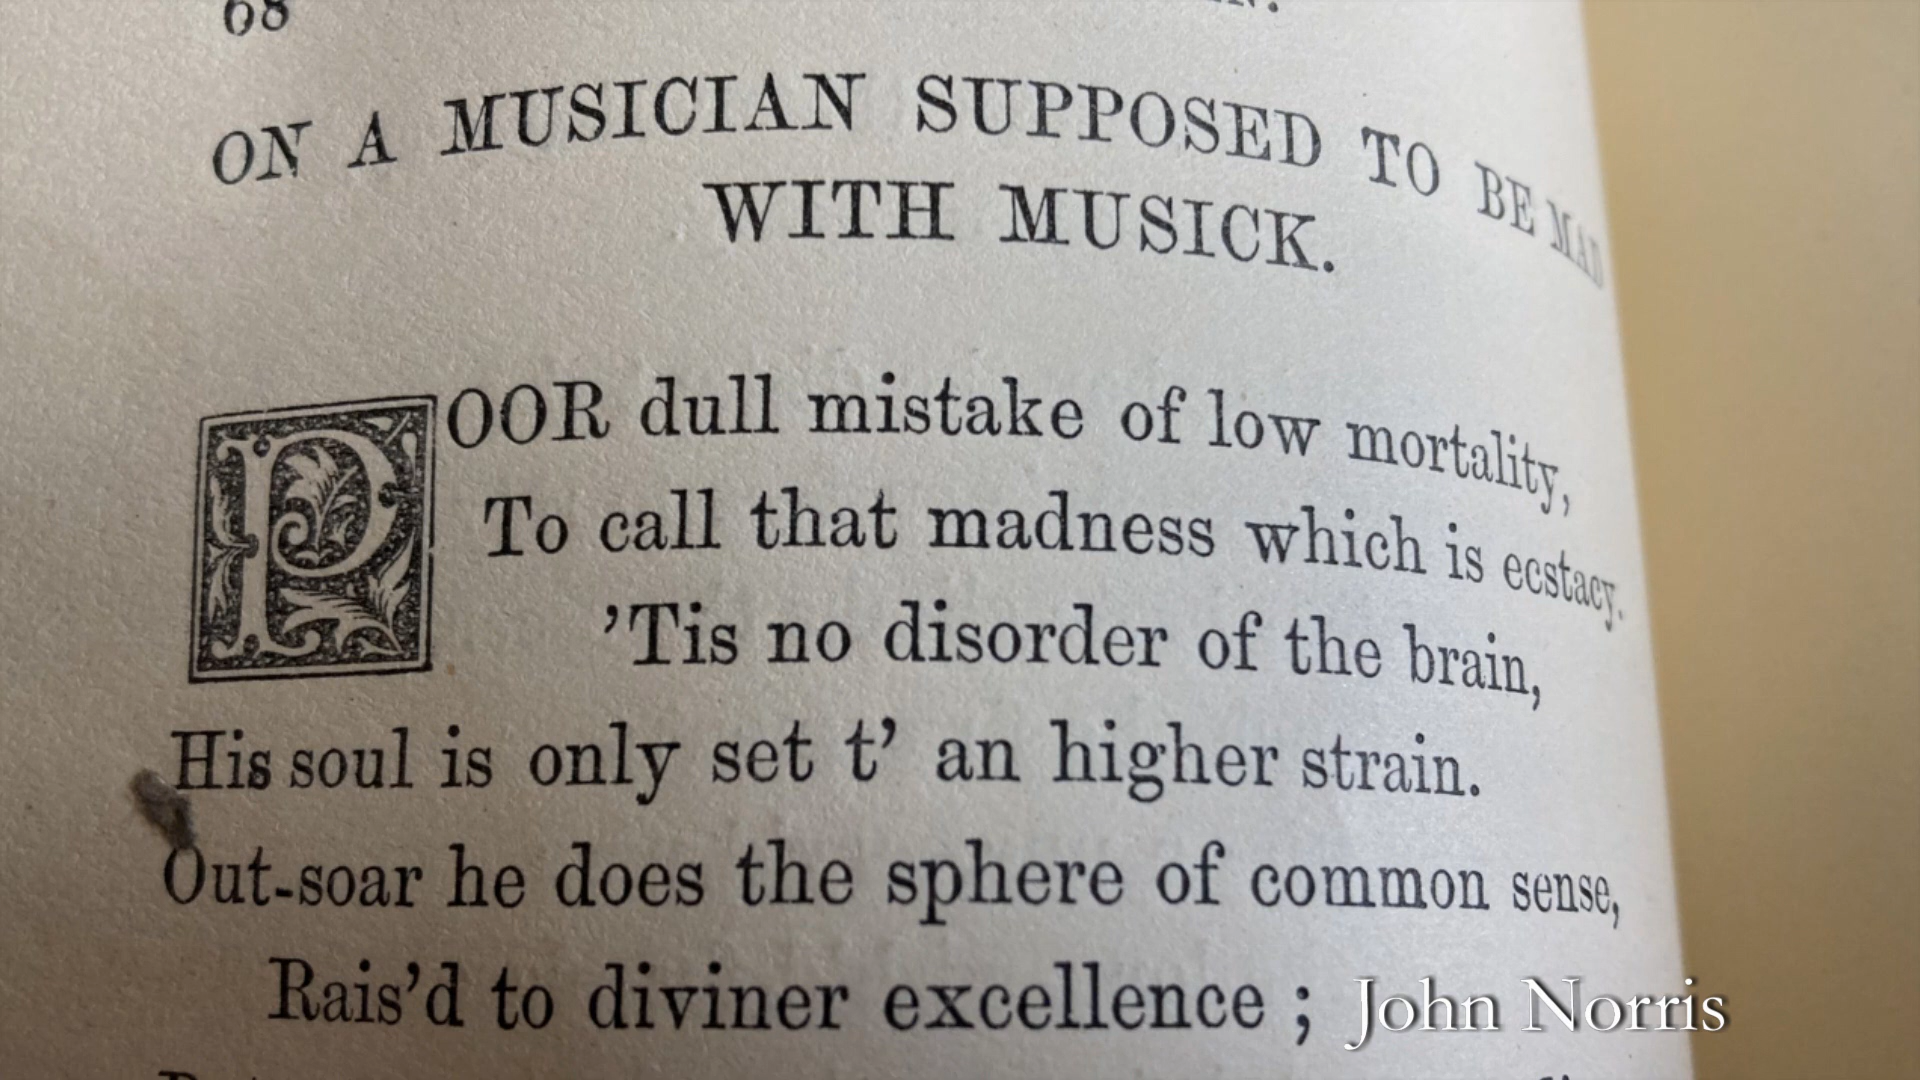 68
ON A MUSICIAN SUPPOSED TO BE MAD
WITH MUSICK.
POOR dull mistake of low mortality,
To call that madness which is ecstacy.
’Tis no disorder of the brain,
His soul is only set t’ an higher strain.
Out-soar he does the sphere of common sense,
Rais’d to diviner excellence ;
John Norris